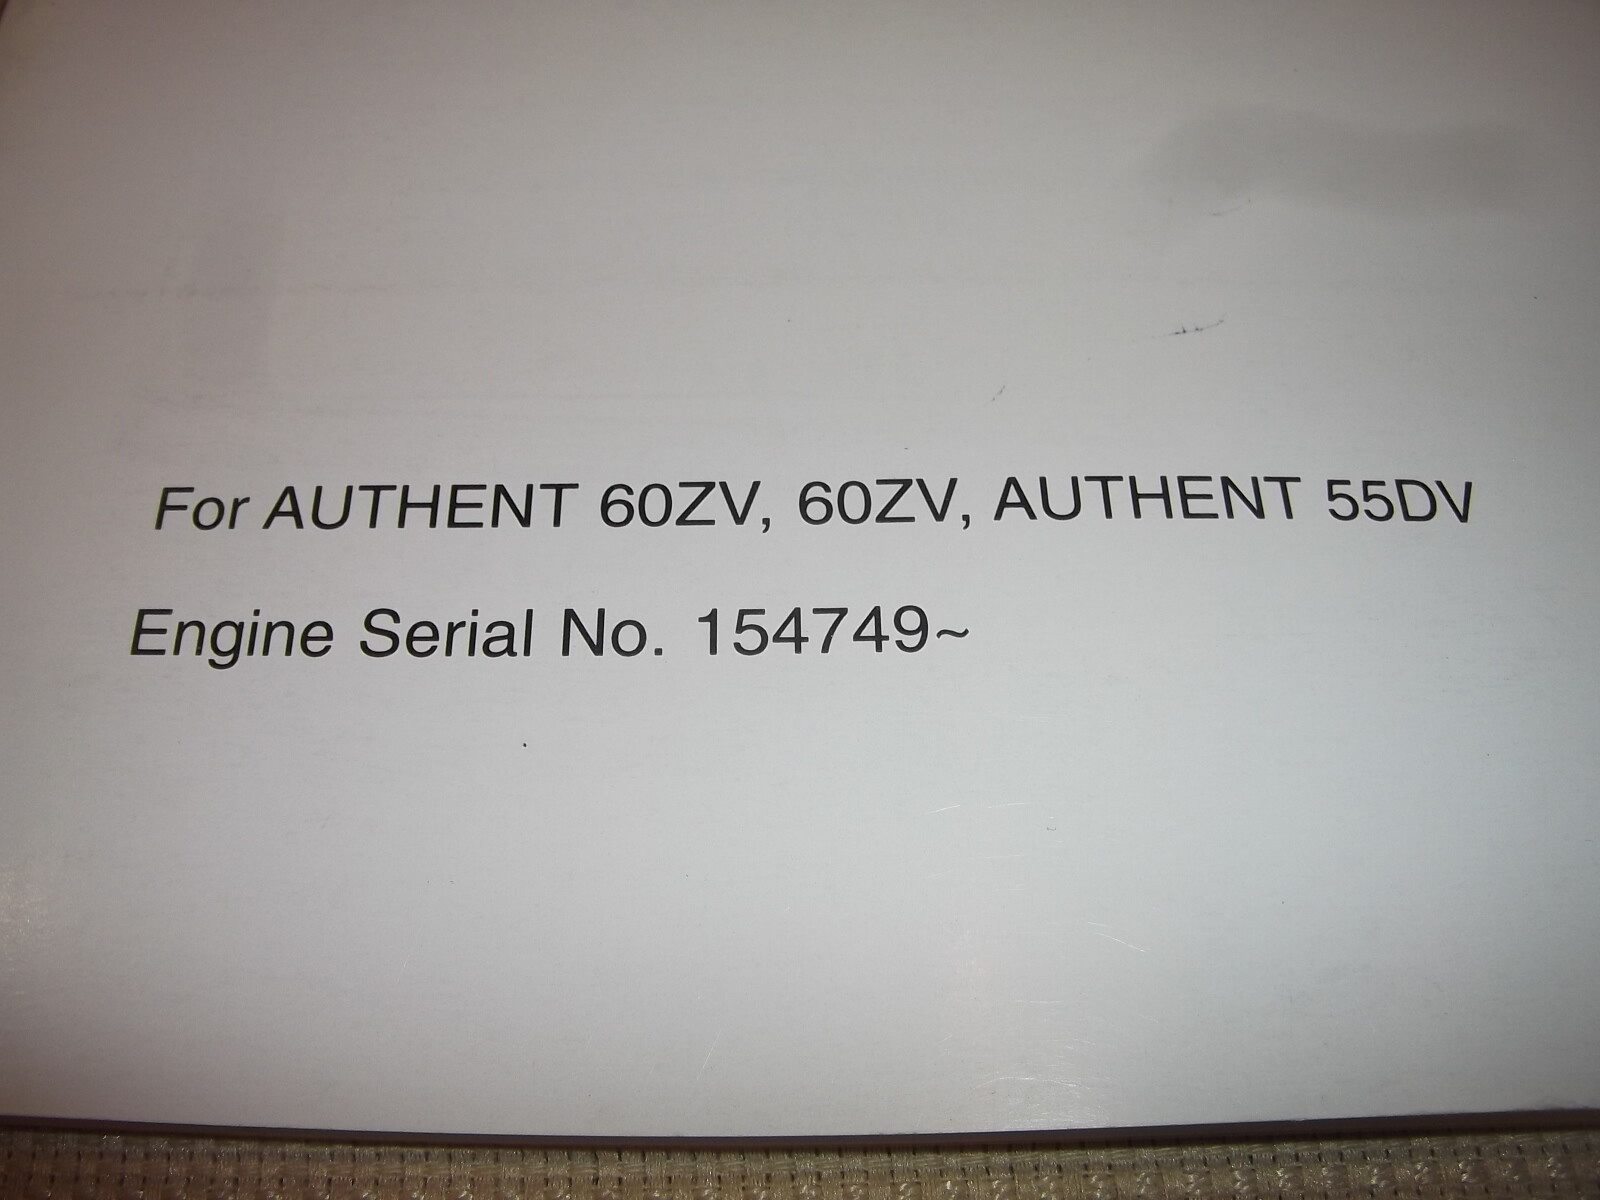 For AUTHENT 60ZV, 60ZV, AUTHENT 55DV
Engine Serial No. 154749~